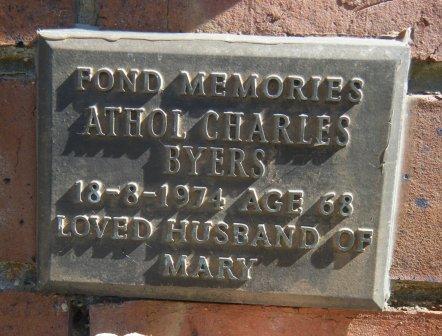 FOND MEMORIES
ATHOL CHARLES
BYERS
18-8-1974 AGE 68
LOVED HUSBAND OF
MARY